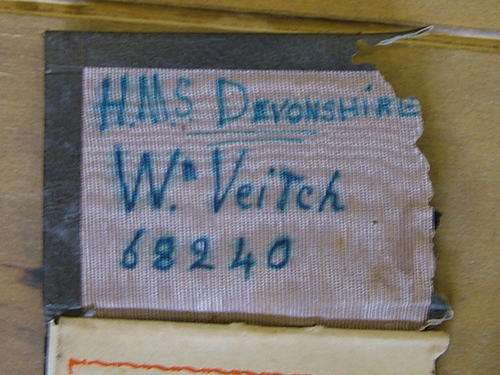 H.M.S. DEVONSHIRE
Wm. Veitch
68240